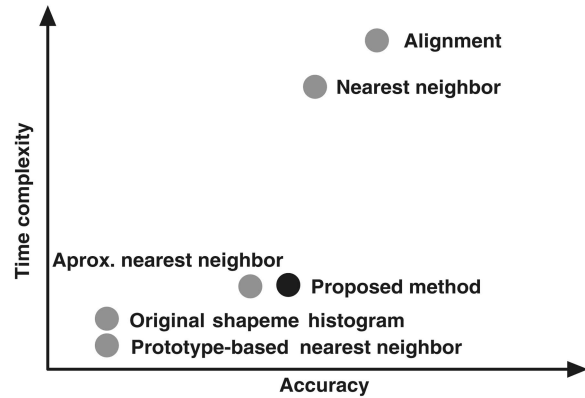 Alignment
Nearest neighbor
Time complexity
Aprox. nearest neighbor
Proposed method
Original shapeme histogram
Prototype-based nearest neighbor
Accuracy